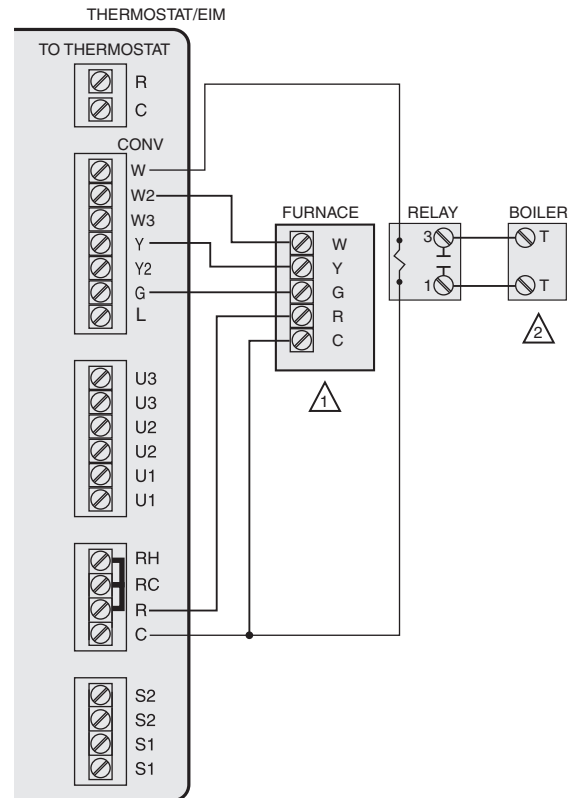 THERMOSTAT/EIM
TO THERMOSTAT
R
C
CONV
W
W2
W3
Y
Y2
G
L
U3
U3
U2
U2
U1
U1
RH
RC
R
C
S2
S2
S1
S1
FURNACE
W
Y
G
R
C
1
RELAY
3
1
BOILER
T
T
2